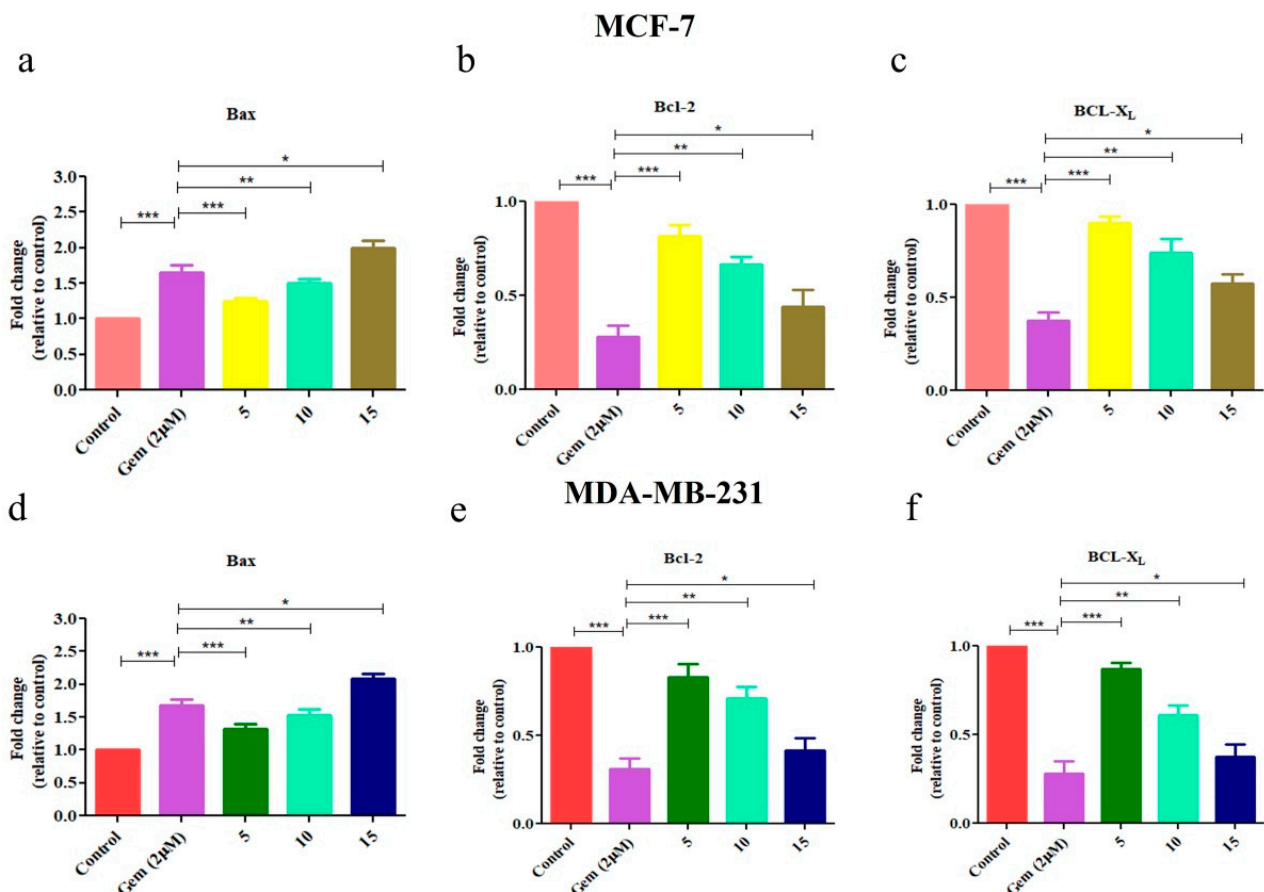 MCF-7
a
Bax
*
**
***
***
Fold change
(relative to control)
3.0
2.5
2.0
1.5
1.0
0.5
0.0
Control
Gem (2µM)
5
10
15
b
Bcl-2
*
**
***
***
Fold change
(relative to control)
1.0
0.5
0.0
Control
Gem (2µM)
5
10
15
c
BCL-XL
*
**
***
***
Fold change
(relative to control)
1.0
0.5
0.0
Control
Gem (2µM)
5
10
15
MDA-MB-231
d
Bax
*
**
***
***
Fold change
(relative to control)
3.0
2.5
2.0
1.5
1.0
0.5
0.0
Control
Gem (2µM)
5
10
15
e
Bcl-2
*
**
***
***
Fold change
(relative to control)
1.0
0.5
0.0
Control
Gem (2µM)
5
10
15
f
BCL-XL
*
**
***
***
Fold change
(relative to control)
1.0
0.5
0.0
Control
Gem (2µM)
5
10
15